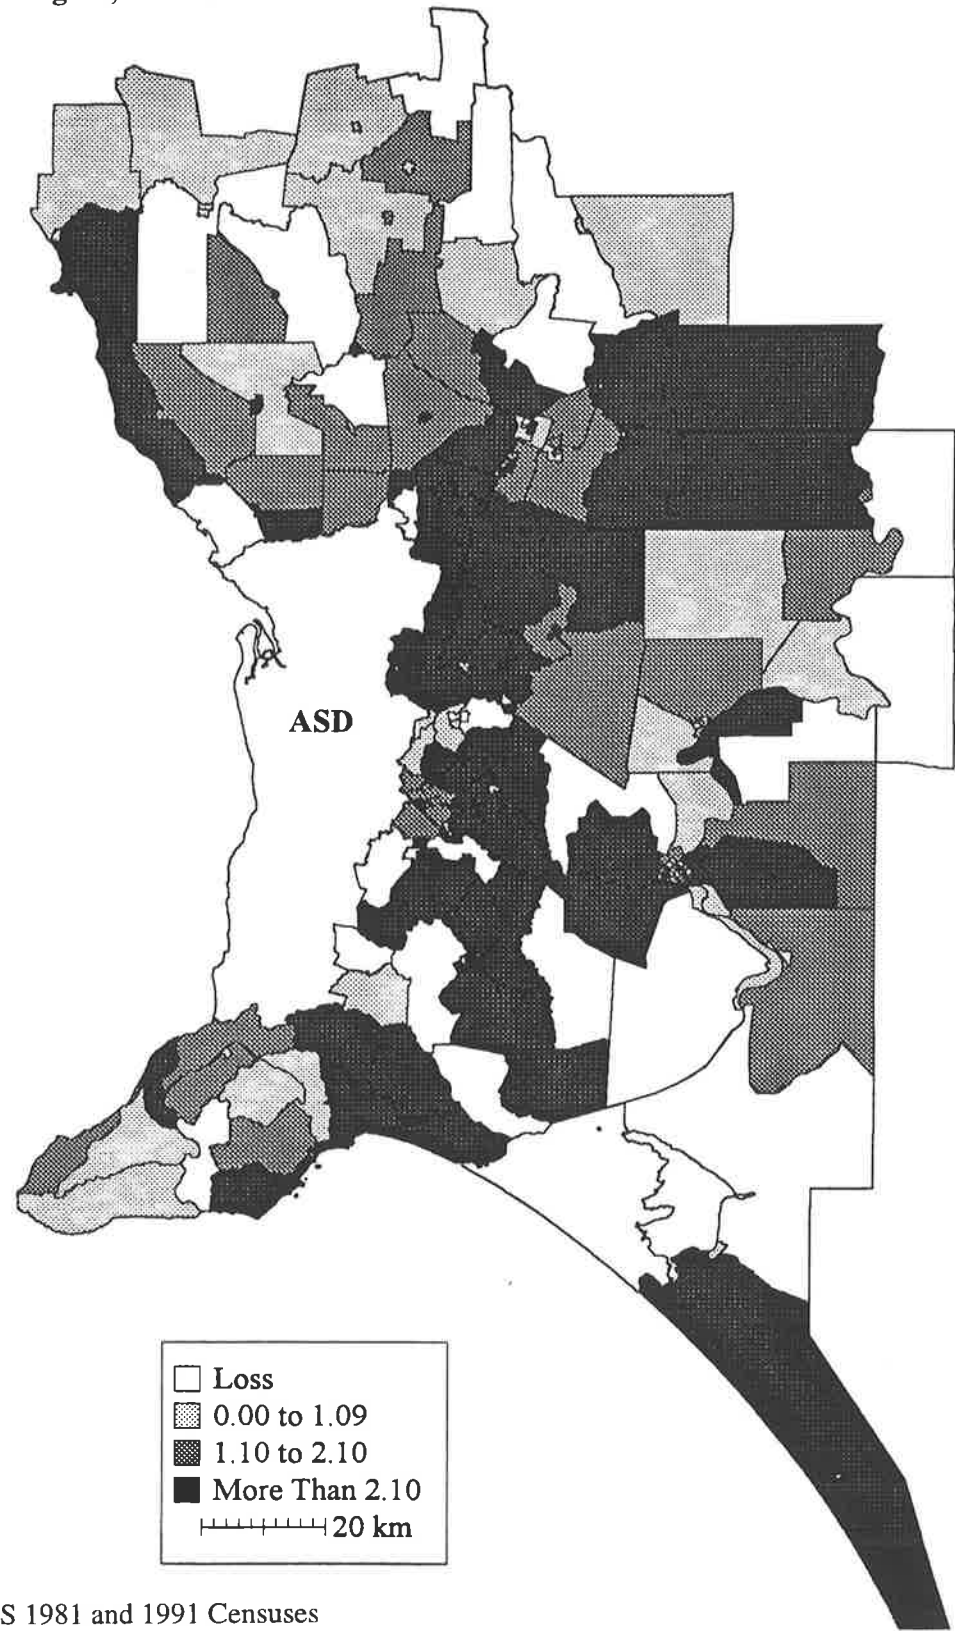 ASD
Loss
0.00 to 1.09
1.10 to 2.10
More Than 2.10
20 km
S 1981 and 1991 Censuses